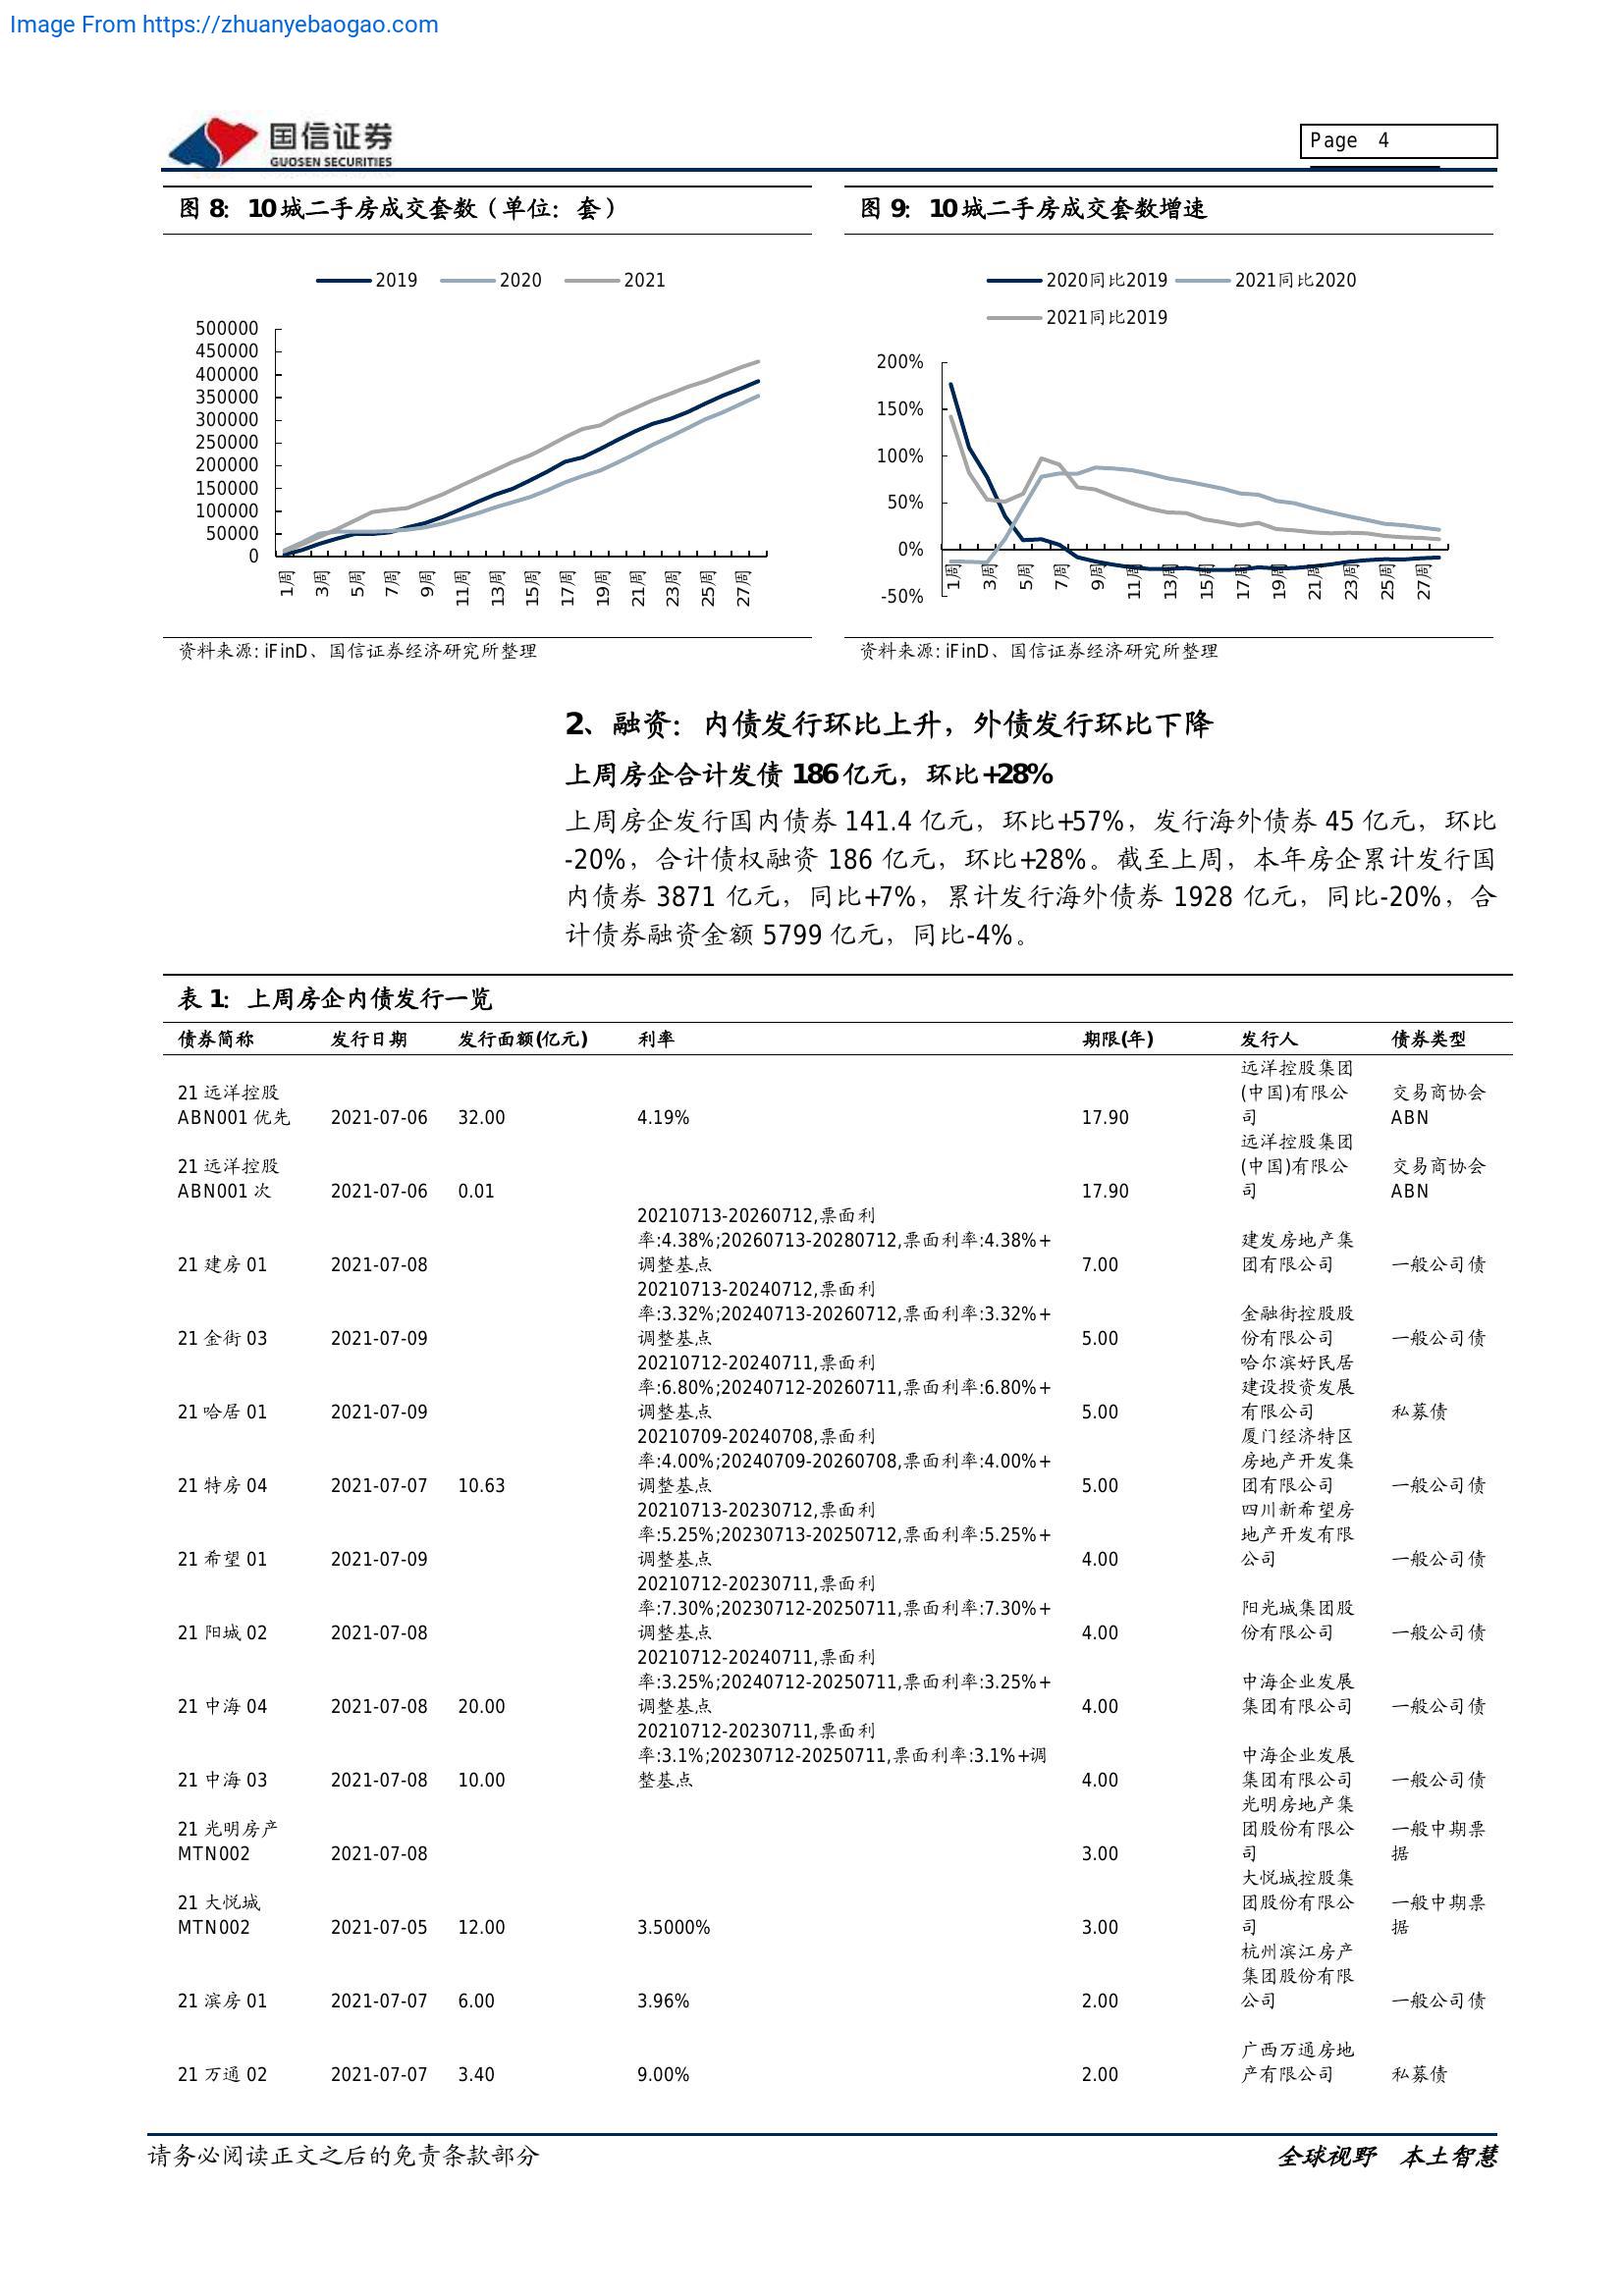 Image From https://zhuanyebaogao.com
国信证券
GUOSEN SECURITIES
Page 4
图 8: 10 城二手房成交套数（单位: 套）
2019 2020 2021
500000
450000
400000
350000
300000
250000
200000
150000
100000
50000
0
1周 3周 5周 7周 9周 11周 13周 15周 17周 19周 21周 23周 25周 27周
资料来源: iFinD、国信证券经济研究所整理
图 9: 10 城二手房成交套数增速
2020同比2019 2021同比2020
2021同比2019
200%
150%
100%
50%
0%
-50%
1周 3周 5周 7周 9周 11周 13周 15周 17周 19周 21周 23周 25周 27周
资料来源: iFinD、国信证券经济研究所整理
2、融资: 内债发行环比上升，外债发行环比下降
上周房企合计发债 186 亿元，环比+28%
上周房企发行国内债券 141.4 亿元，环比+57%，发行海外债券 45 亿元，环比
-20%，合计债权融资 186 亿元，环比+28%。截至上周，本年房企累计发行国
内债券 3871 亿元，同比+7%，累计发行海外债券 1928 亿元，同比-20%，合
计债券融资金额 5799 亿元，同比-4%。
表 1: 上周房企内债发行一览
债券简称 发行日期 发行面额(亿元) 利率 期限(年) 发行人 债券类型
远洋控股集团
21 远洋控股 (中国)有限公 交易商协会
ABN001 优先 2021-07-06 32.00 4.19% 17.90 司 ABN
远洋控股集团
21 远洋控股 (中国)有限公 交易商协会
ABN001 次 2021-07-06 0.01 17.90 司 ABN
20210713-20260712,票面利
率:4.38%;20260713-20280712,票面利率:4.38%+ 建发房地产集
21 建房 01 2021-07-08 调整基点 7.00 团有限公司 一般公司债
20210713-20240712,票面利
率:3.32%;20240713-20260712,票面利率:3.32%+ 金融街控股股
21 金街 03 2021-07-09 调整基点 5.00 份有限公司 一般公司债
20210712-20240711,票面利 哈尔滨好民居
率:6.80%;20240712-20260711,票面利率:6.80%+ 建设投资发展
21 哈居 01 2021-07-09 调整基点 5.00 有限公司 私募债
20210709-20240708,票面利 厦门经济特区
率:4.00%;20240709-20260708,票面利率:4.00%+ 房地产开发集
21 特房 04 2021-07-07 10.63 调整基点 5.00 团有限公司 一般公司债
20210713-20230712,票面利 四川新希望房
率:5.25%;20230713-20250712,票面利率:5.25%+ 地产开发有限
21 希望 01 2021-07-09 调整基点 4.00 公司 一般公司债
20210712-20230711,票面利
率:7.30%;20230712-20250711,票面利率:7.30%+ 阳光城集团股
21 阳城 02 2021-07-08 调整基点 4.00 份有限公司 一般公司债
20210712-20240711,票面利
率:3.25%;20240712-20250711,票面利率:3.25%+ 中海企业发展
21 中海 04 2021-07-08 20.00 调整基点 4.00 集团有限公司 一般公司债
20210712-20230711,票面利
率:3.1%;20230712-20250711,票面利率:3.1%+调 中海企业发展
21 中海 03 2021-07-08 10.00 整基点 4.00 集团有限公司 一般公司债
光明房地产集
21 光明房产 团股份有限公 一般中期票
MTN002 2021-07-08 3.00 司 据
大悦城控股集
21 大悦城 团股份有限公 一般中期票
MTN002 2021-07-05 12.00 3.5000% 3.00 司 据
杭州滨江房产
集团股份有限
21 滨房 01 2021-07-07 6.00 3.96% 2.00 公司 一般公司债
广西万通房地
21 万通 02 2021-07-07 3.40 9.00% 2.00 产有限公司 私募债
请务必阅读正文之后的免责条款部分 全球视野 本土智慧